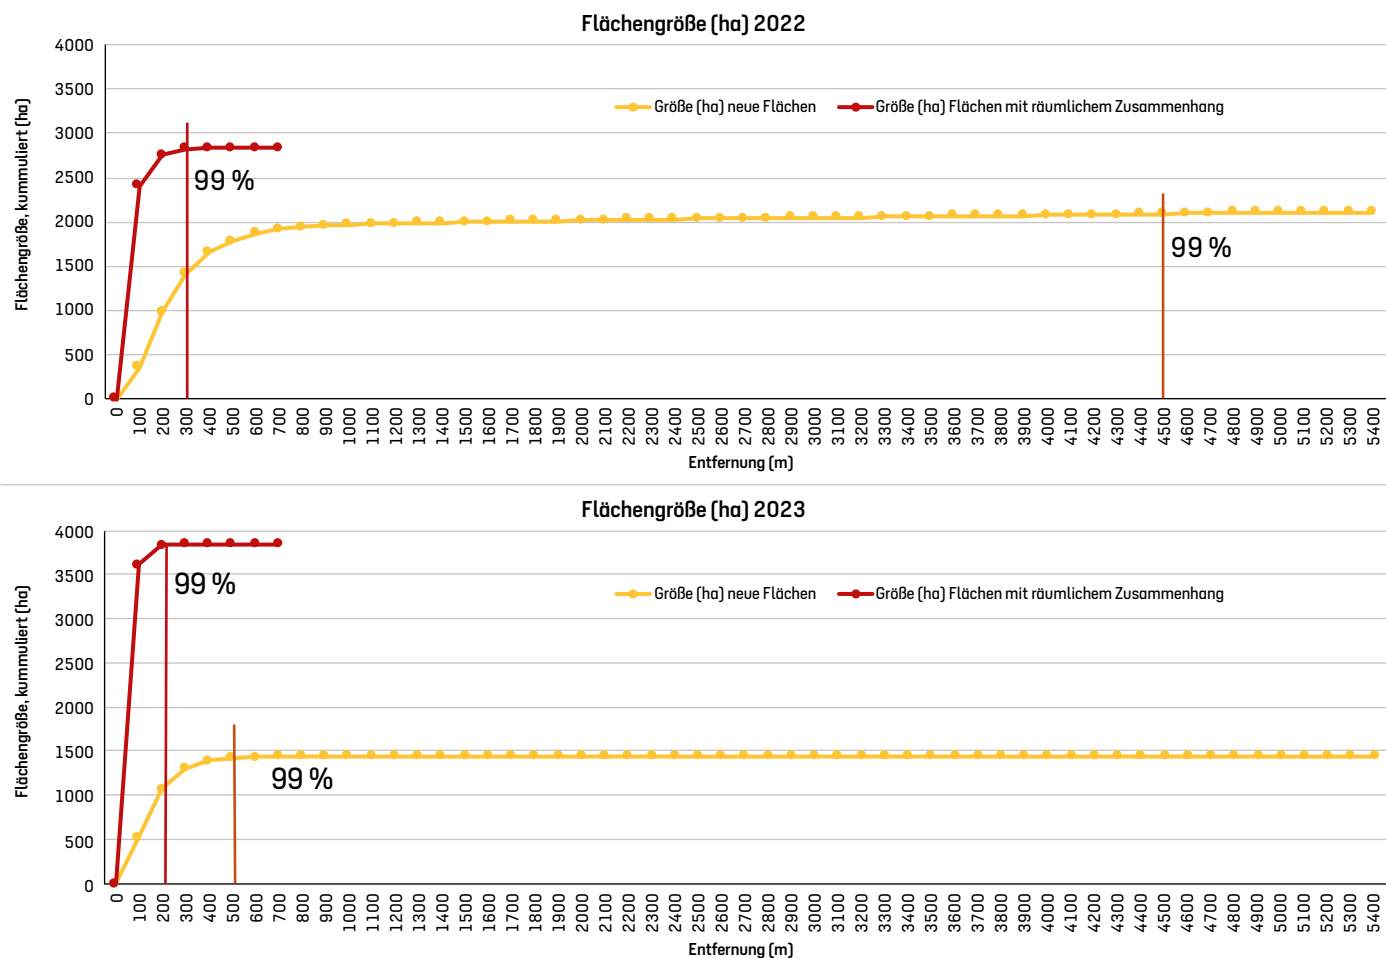 Flächengröße (ha) 2022
Flächengröße, kummuliert (ha)
4000
3500
3000
2500
2000
1500
1000
500
0
Größe (ha) neue Flächen Größe (ha) Flächen mit räumlichem Zusammenhang
99 %
99 %
0 100 200 300 400 500 600 700 800 900 1000 1100 1200 1300 1400 1500 1600 1700 1800 1900 2000 2100 2200 2300 2400 2500 2600 2700 2800 2900 3000 3100 3200 3300 3400 3500 3600 3700 3800 3900 4000 4100 4200 4300 4400 4500 4600 4700 4800 4900 5000 5100 5200 5300 5400
Entfernung (m)
Flächengröße (ha) 2023
Flächengröße, kummuliert (ha)
4000
3500
3000
2500
2000
1500
1000
500
0
Größe (ha) neue Flächen Größe (ha) Flächen mit räumlichem Zusammenhang
99 %
99 %
0 100 200 300 400 500 600 700 800 900 1000 1100 1200 1300 1400 1500 1600 1700 1800 1900 2000 2100 2200 2300 2400 2500 2600 2700 2800 2900 3000 3100 3200 3300 3400 3500 3600 3700 3800 3900 4000 4100 4200 4300 4400 4500 4600 4700 4800 4900 5000 5100 5200 5300 5400
Entfernung (m)